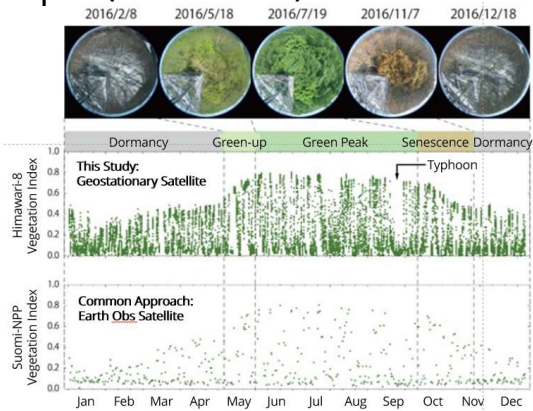 2016/2/8 2016/5/18 2016/7/19 2016/11/7 2016/12/18
Dormancy Green-up Green Peak Senescence Dormancy
Himawari-8
Vegetation Index
1.0
0.8
0.6
0.4
0.2
0.0
This Study:
Geostationary Satellite
Typhoon
Suomi-NPP
Vegetation Index
1.0
0.8
0.6
0.4
0.2
0.0
Common Approach:
Earth Obs Satellite
Jan Feb Mar Apr May Jun Jul Aug Sep Oct Nov Dec